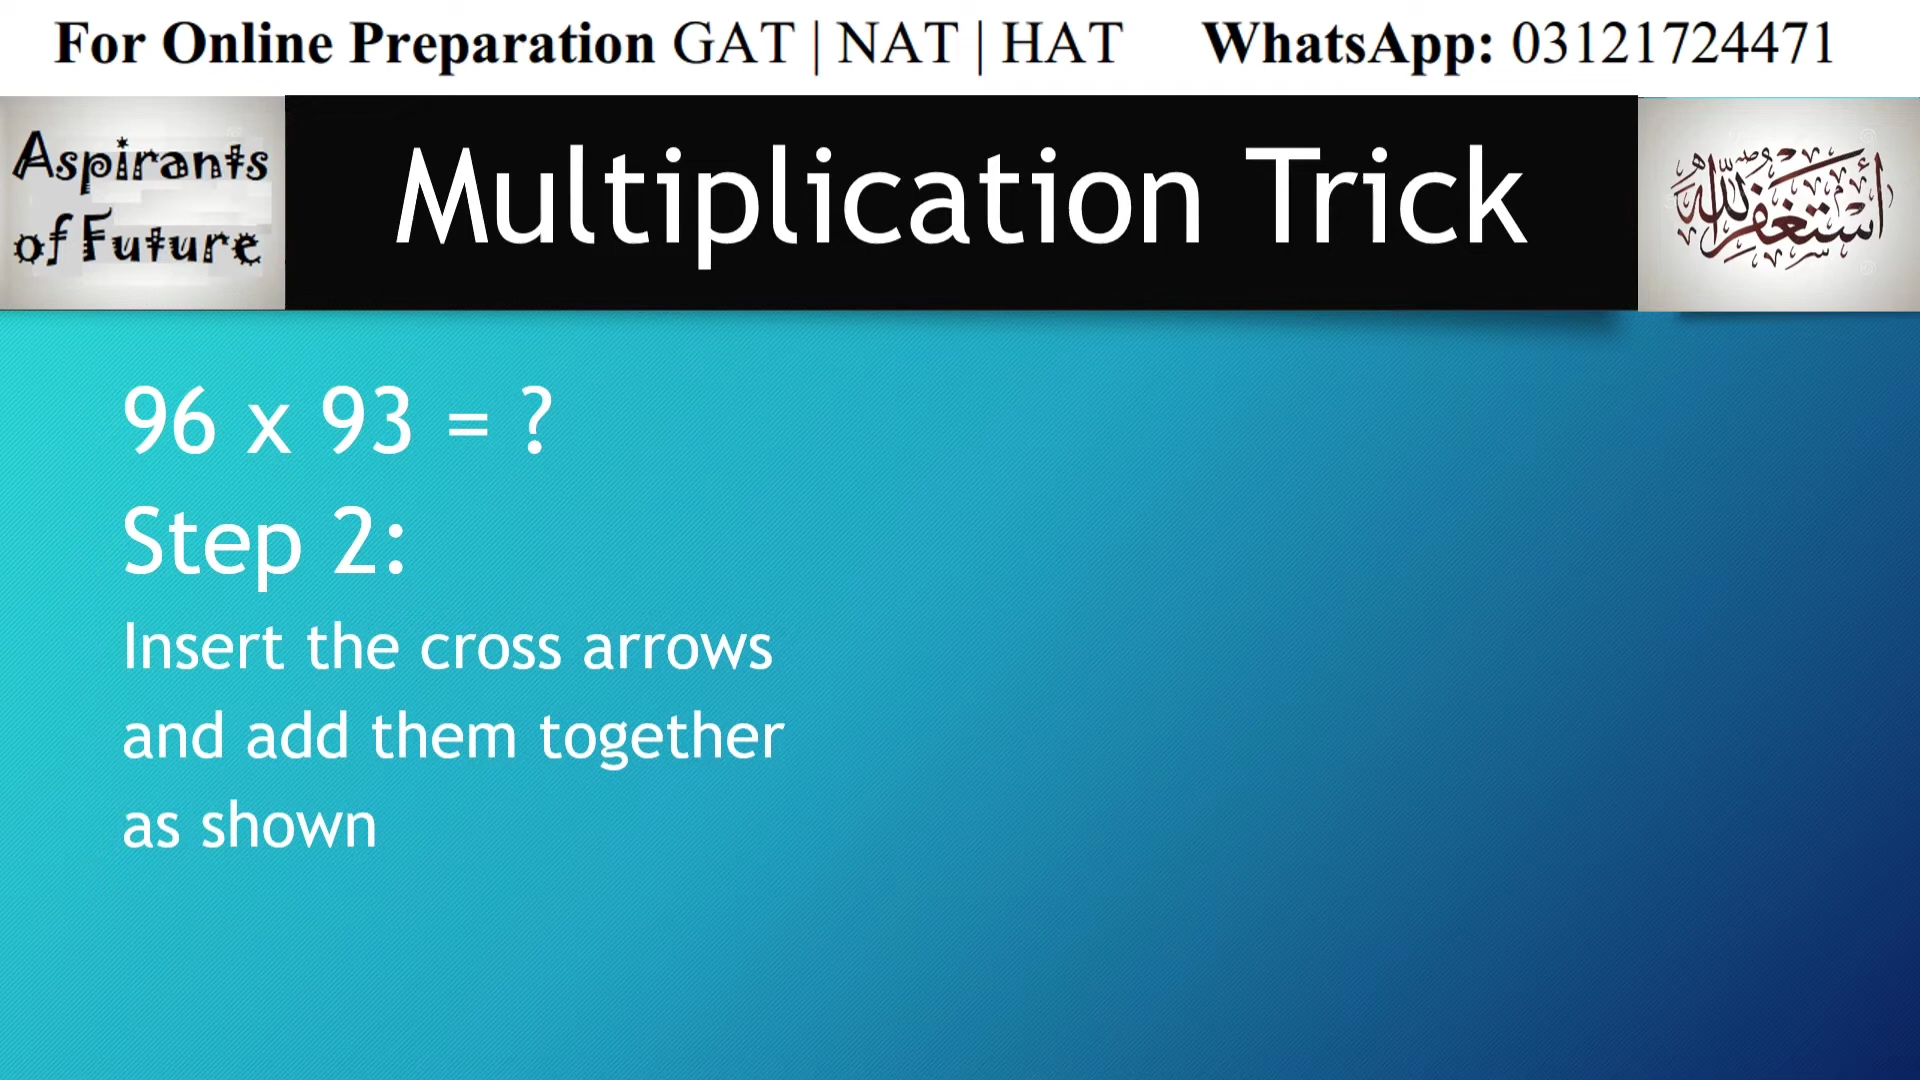 For Online Preparation GAT | NAT | HAT WhatsApp: 03121724471
Aspirants
of Future
Multiplication Trick
أستغفر الله
96 x 93 = ?
Step 2:
Insert the cross arrows
and add them together
as shown